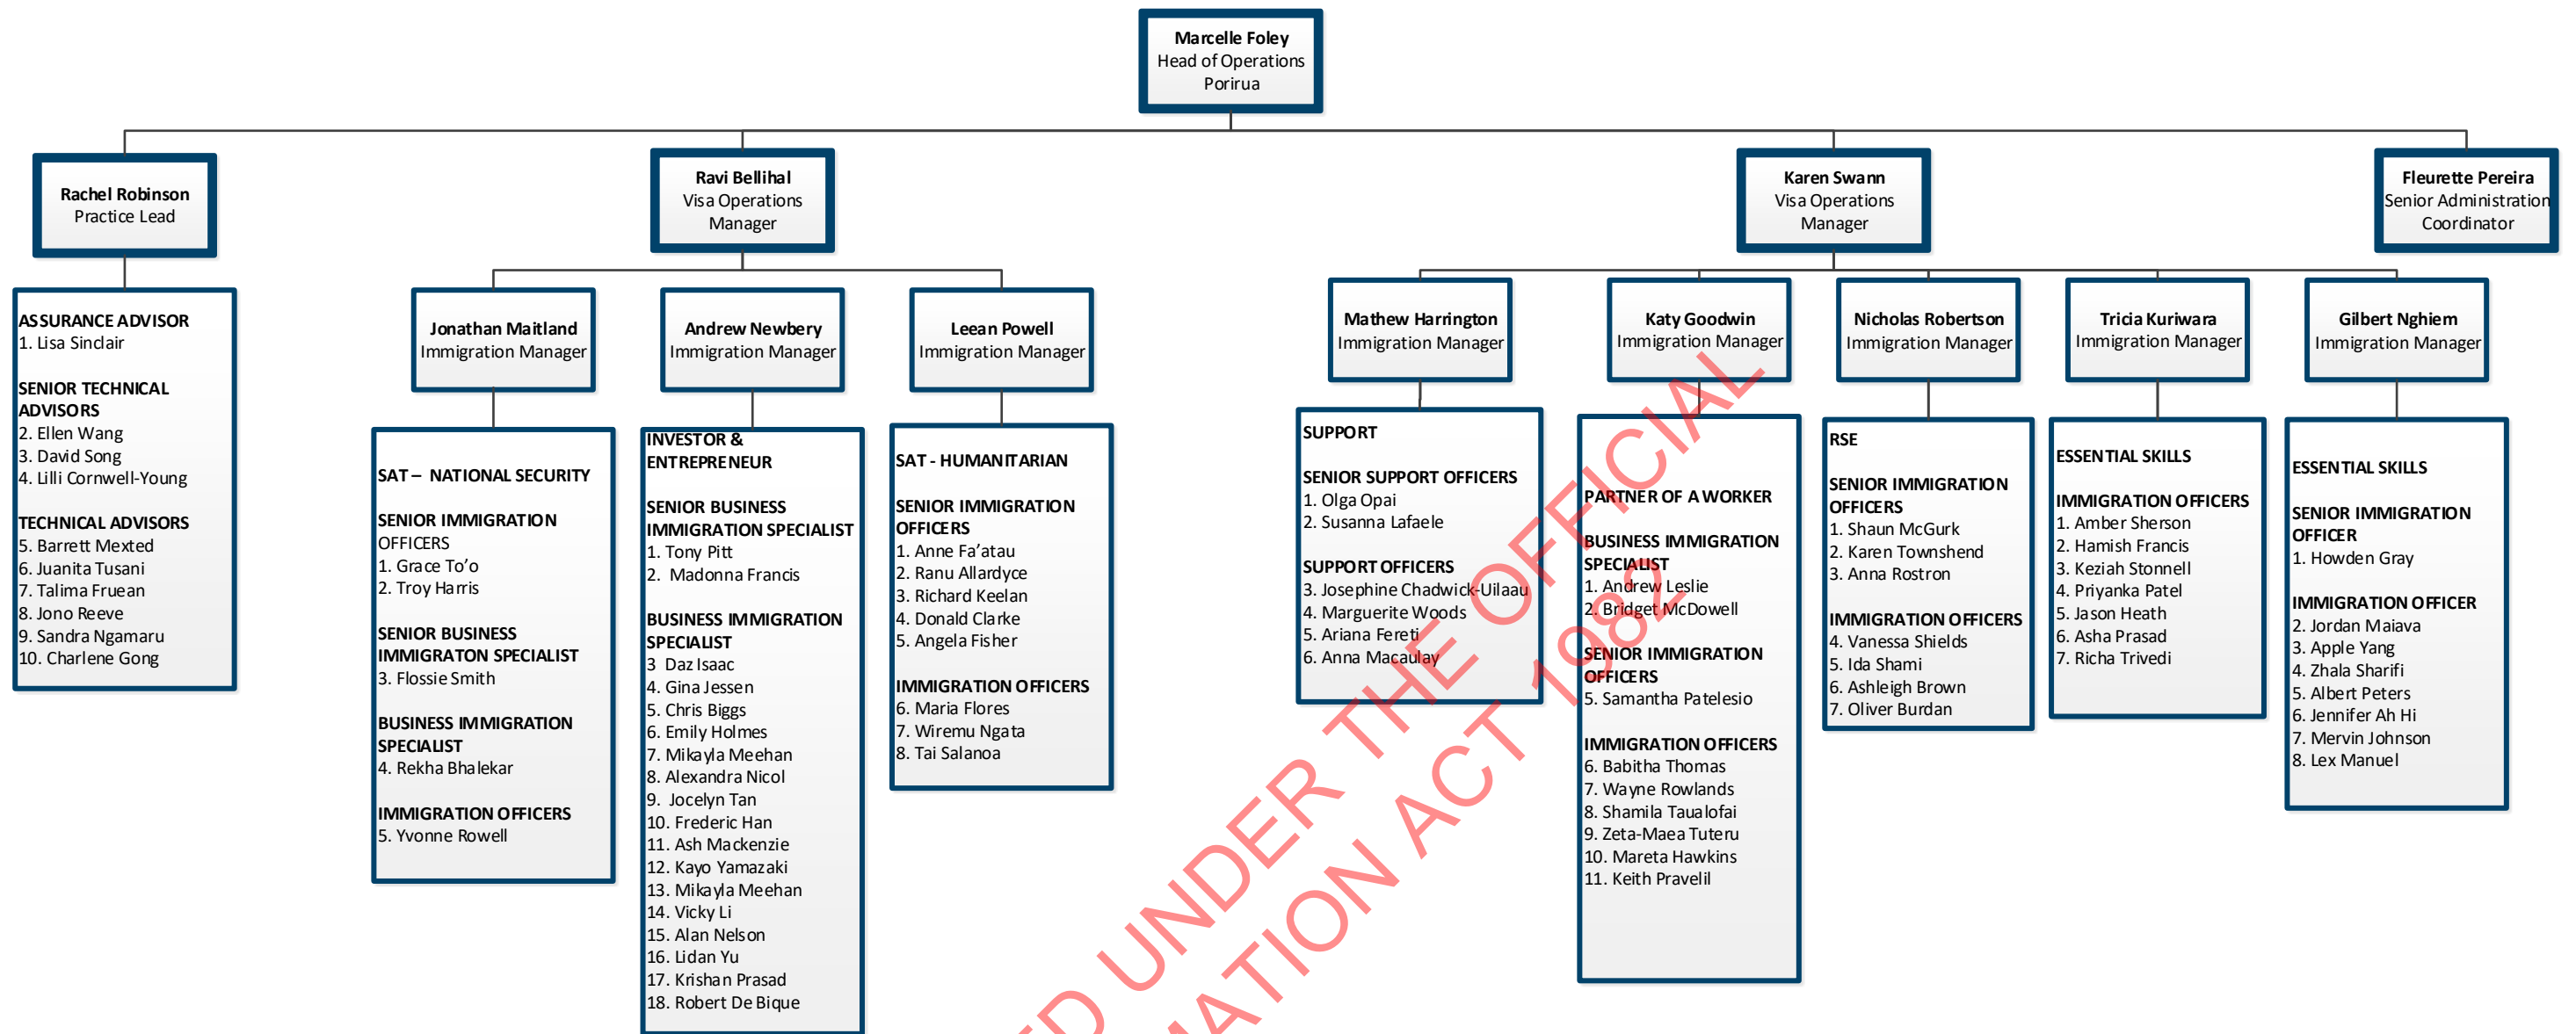 Marcelle Foley
Head of Operations
Porirua
Rachel Robinson
Practice Lead
Ravi Bellihal
Visa Operations
Manager
Karen Swann
Visa Operations
Manager
Fleurette Pereira
Senior Administration
Coordinator
ASSURANCE ADVISOR
1. Lisa Sinclair
SENIOR TECHNICAL
ADVISORS
2. Ellen Wang
3. David Song
4. Lilli Cornwell-Young
TECHNICAL ADVISORS
5. Barrett Mexted
6. Juanita Tusani
7. Talima Fruean
8. Jono Reeve
9. Sandra Ngamaru
10. Charlene Gong
Jonathan Maitland
Immigration Manager
SAT – NATIONAL SECURITY
SENIOR IMMIGRATION
OFFICERS
1. Grace To’o
2. Troy Harris
SENIOR BUSINESS
IMMIGRATON SPECIALIST
3. Flossie Smith
BUSINESS IMMIGRATION
SPECIALIST
4. Rekha Bhalekar
IMMIGRATION OFFICERS
5. Yvonne Rowell
Andrew Newbery
Immigration Manager
INVESTOR &
ENTREPRENEUR
SENIOR BUSINESS
IMMIGRATION SPECIALIST
1. Tony Pitt
2. Madonna Francis
BUSINESS IMMIGRATION
SPECIALIST
3 Daz Isaac
4. Gina Jessen
5. Chris Biggs
6. Emily Holmes
7. Mikayla Meehan
8. Alexandra Nicol
9. Jocelyn Tan
10. Frederic Han
11. Ash Mackenzie
12. Kayo Yamazaki
13. Mikayla Meehan
14. Vicky Li
15. Alan Nelson
16. Lidan Yu
17. Krishan Prasad
18. Robert De Bique
Leean Powell
Immigration Manager
SAT - HUMANITARIAN
SENIOR IMMIGRATION
OFFICERS
1. Anne Fa’atau
2. Ranu Allardyce
3. Richard Keelan
4. Donald Clarke
5. Angela Fisher
IMMIGRATION OFFICERS
6. Maria Flores
7. Wiremu Ngata
8. Tai Salanoa
Mathew Harrington
Immigration Manager
SUPPORT
SENIOR SUPPORT OFFICERS
1. Olga Opai
2. Susanna Lafaele
SUPPORT OFFICERS
3. Josephine Chadwick-Uilaau
4. Marguerite Woods
5. Ariana Fereti
6. Anna Macaulay
Katy Goodwin
Immigration Manager
PARTNER OF A WORKER
BUSINESS IMMIGRATION
SPECIALIST
1. Andrew Leslie
2. Bridget McDowell
SENIOR IMMIGRATION
OFFICERS
5. Samantha Patelesio
IMMIGRATION OFFICERS
6. Babitha Thomas
7. Wayne Rowlands
8. Shamila Taualofai
9. Zeta-Maea Tuteru
10. Mareta Hawkins
11. Keith Pravelil
Nicholas Robertson
Immigration Manager
RSE
SENIOR IMMIGRATION
OFFICERS
1. Shaun McGurk
2. Karen Townshend
3. Anna Rostron
IMMIGRATION OFFICERS
4. Vanessa Shields
5. Ida Shami
6. Ashleigh Brown
7. Oliver Burdan
Tricia Kuriwara
Immigration Manager
ESSENTIAL SKILLS
IMMIGRATION OFFICERS
1. Amber Sherson
2. Hamish Francis
3. Keziah Stonnell
4. Priyanka Patel
5. Jason Heath
6. Asha Prasad
7. Richa Trivedi
Gilbert Nghiem
Immigration Manager
ESSENTIAL SKILLS
SENIOR IMMIGRATION
OFFICER
1. Howden Gray
IMMIGRATION OFFICER
2. Jordan Maiava
3. Apple Yang
4. Zhala Sharifi
5. Albert Peters
6. Jennifer Ah Hi
7. Mervin Johnson
8. Lex Manuel
UNDER THE OFFICIAL
ACT 1982